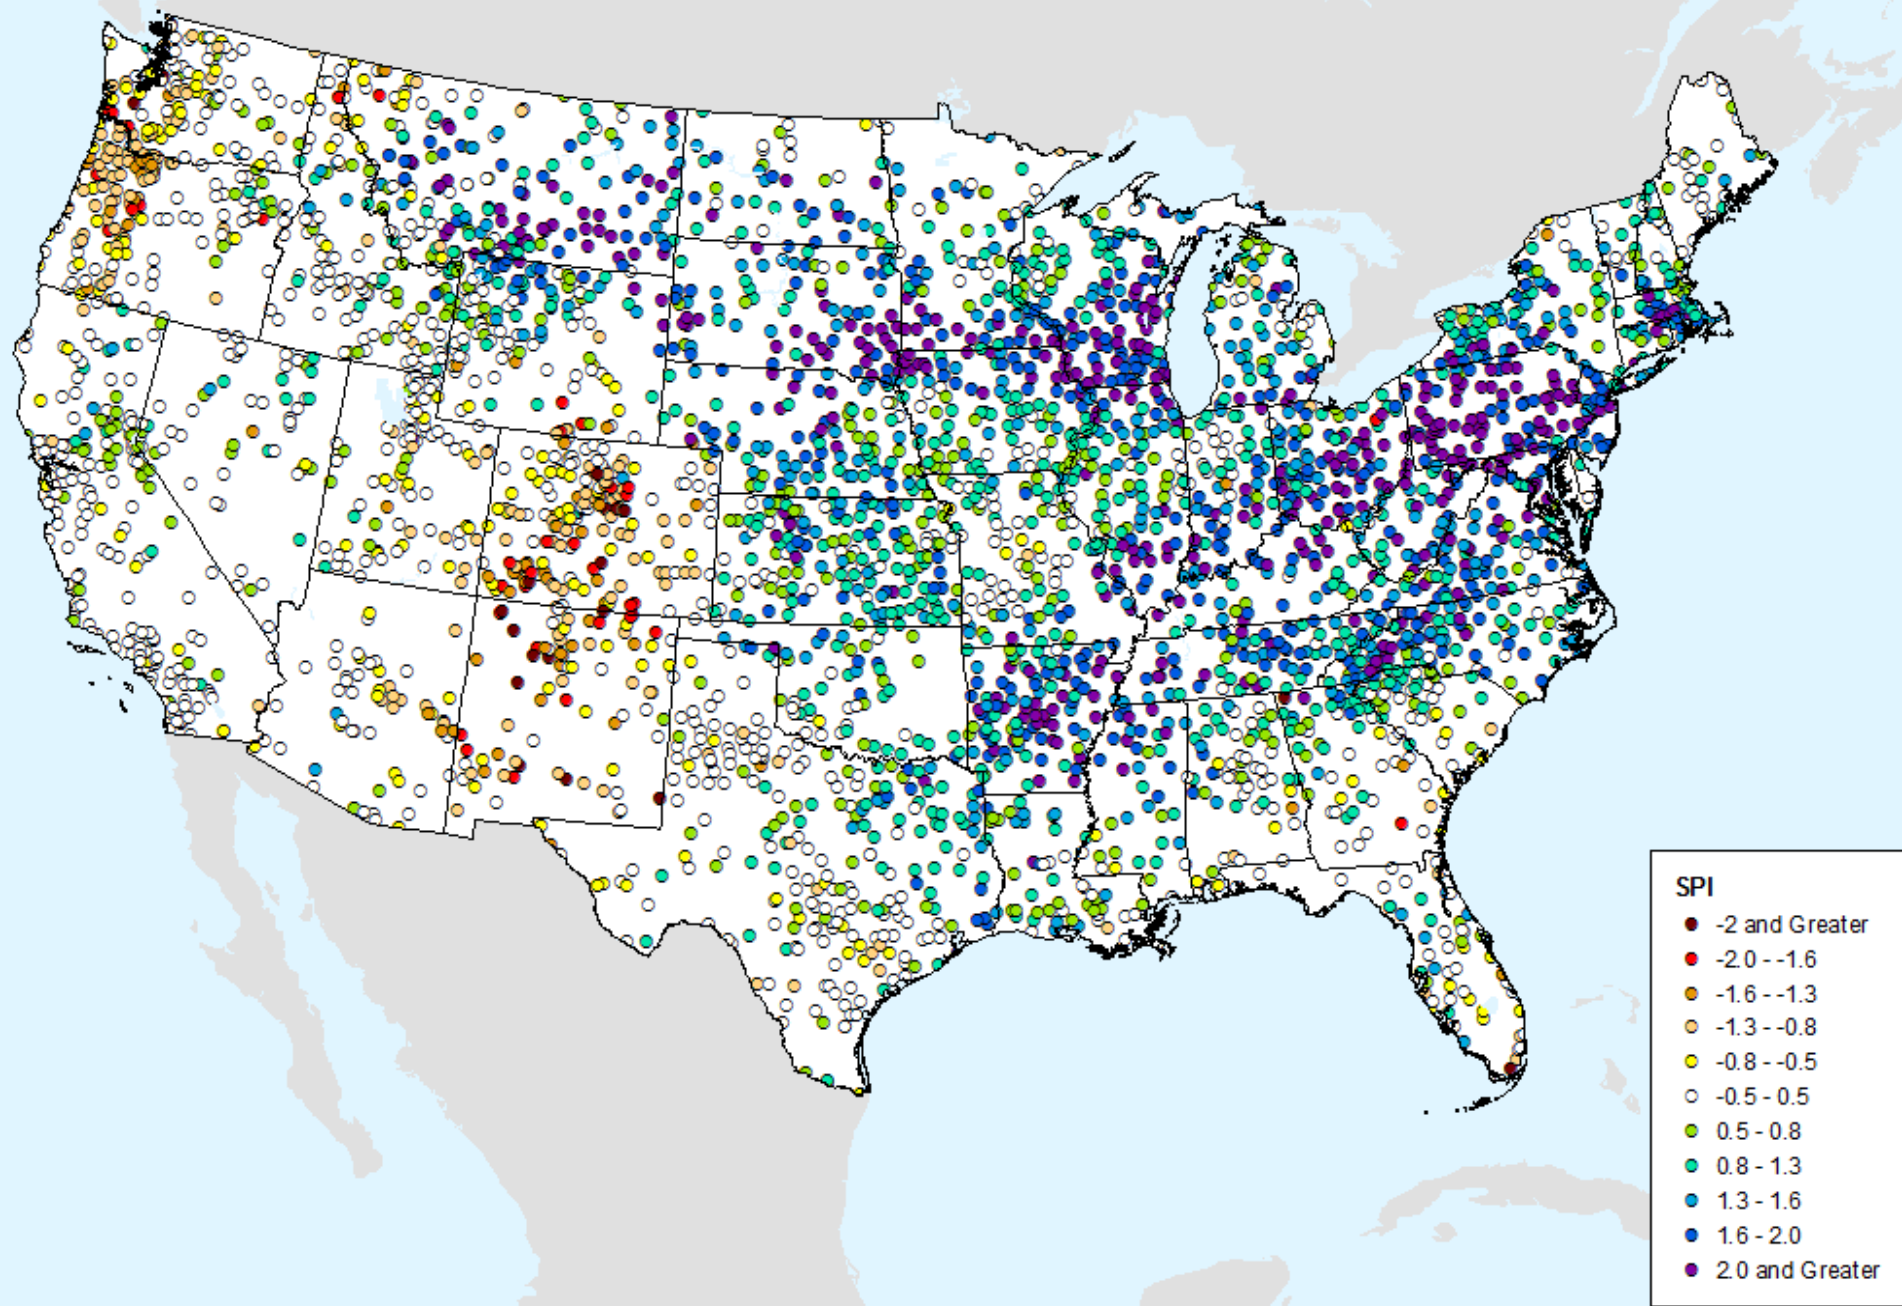 SPI
-2 and Greater
-2.0 - -1.6
-1.6 - -1.3
-1.3 - -0.8
-0.8 - -0.5
-0.5 - 0.5
0.5 - 0.8
0.8 - 1.3
1.3 - 1.6
1.6 - 2.0
2.0 and Greater